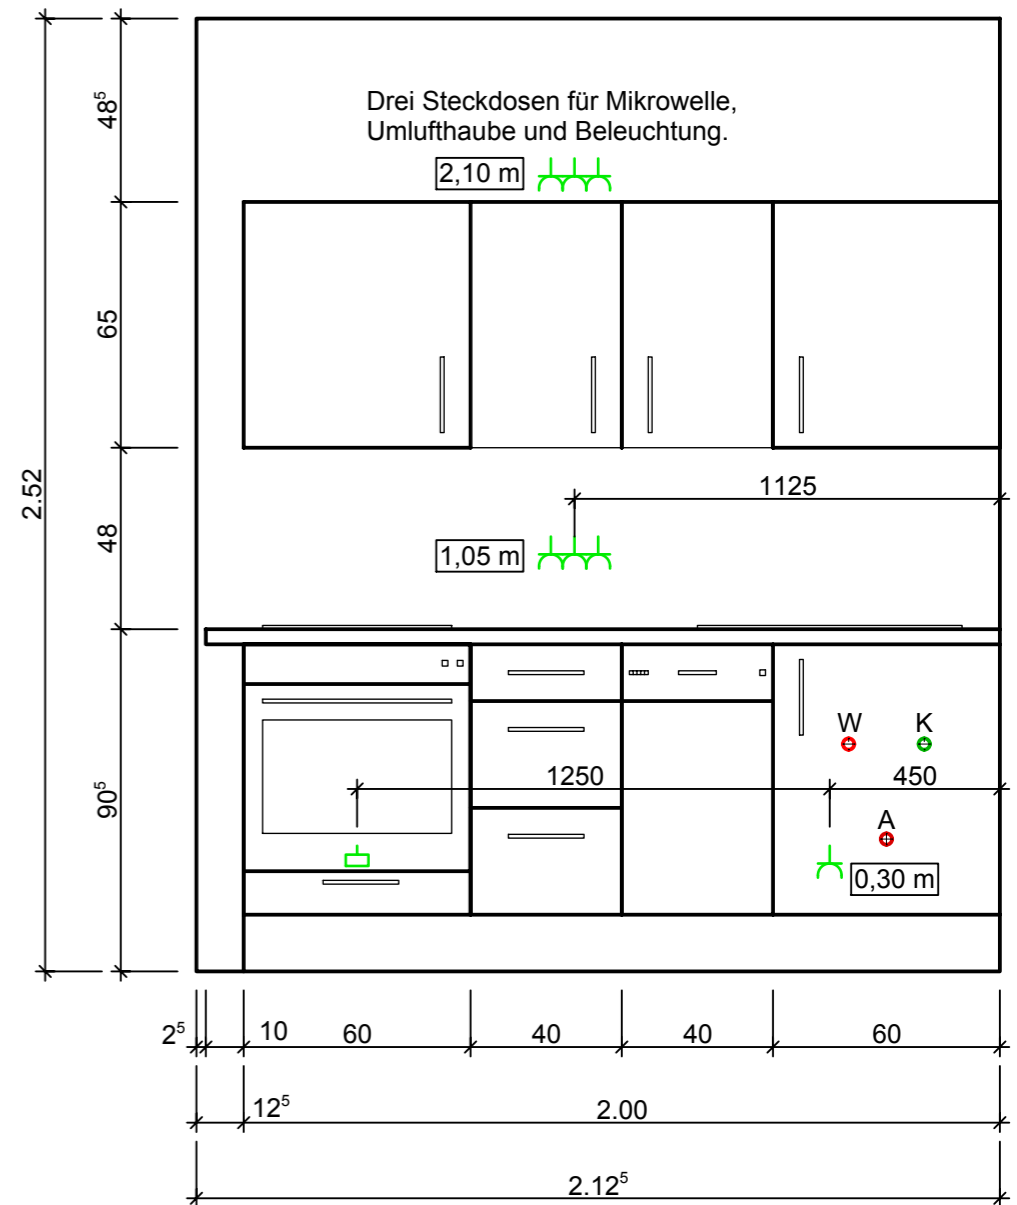 Drei Steckdosen für Mikrowelle,
Umlufthaube und Beleuchtung.
2,10 m
48⁵
65
2.52
48
1125
1,05 m
90⁵
W
K
1250
450
A
0,30 m
2⁵
10
60
40
40
60
12⁵
2.00
2.12⁵